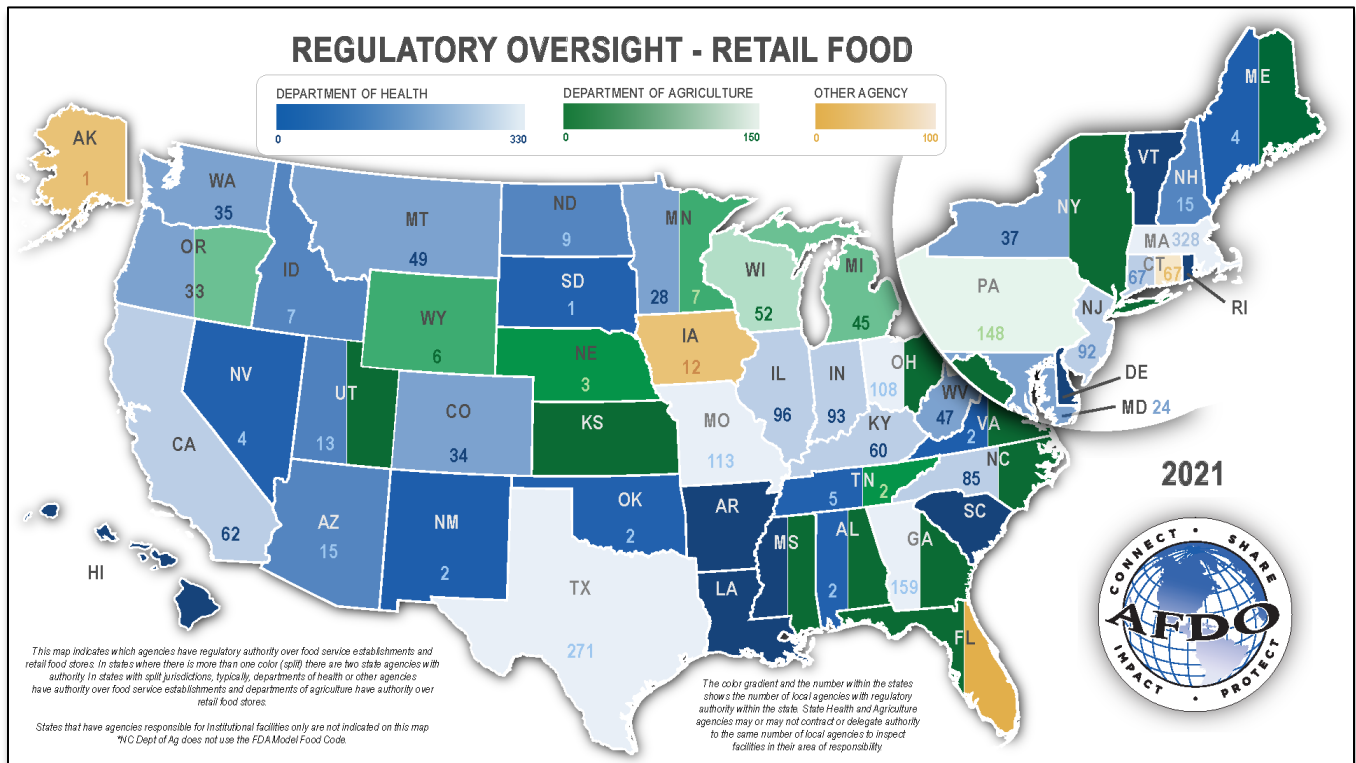 REGULATORY OVERSIGHT - RETAIL FOOD
DEPARTMENT OF HEALTH
0 330
DEPARTMENT OF AGRICULTURE
0 150
OTHER AGENCY
0 100
AK
1
WA
35
OR
33
ID
7
MT
49
ND
9
SD
1
MN
28 7
WI
52
MI
45
WY
6
NE
3
IA
12
NV
4
UT
13
CO
34
KS
CA
62
AZ
15
NM
2
OK
2
TX
271
MO
113
AR
LA
IL
96
IN
93
OH
108
KY
60
WV
47
VA
2
TN
5 2
NC
85
SC
MS
AL
2
GA
159
FL
HI
ME
4
VT
NH
15
NY
37
MA 328
CT
67 67
RI
PA
148
NJ
92
DE
MD 24
2021
CONNECT • SHARE
AFDO
IMPACT • PROTECT
This map indicates which agencies have regulatory authority over food service establishments and
retail food stores. In states where there is more than one color (split) there are two state agencies with
authority. In states with split jurisdictions, typically, departments of health or other agencies
have authority over food service establishments and departments of agriculture have authority over
retail food stores.
States that have agencies responsible for Institutional facilities only are not indicated on this map
*NC Dept of Ag does not use the FDA Model Food Code.
The color gradient and the number within the states
shows the number of local agencies with regulatory
authority within the state. State Health and Agriculture
agencies may or may not contract or delegate authority
to the same number of local agencies to inspect
facilities in their area of responsibility